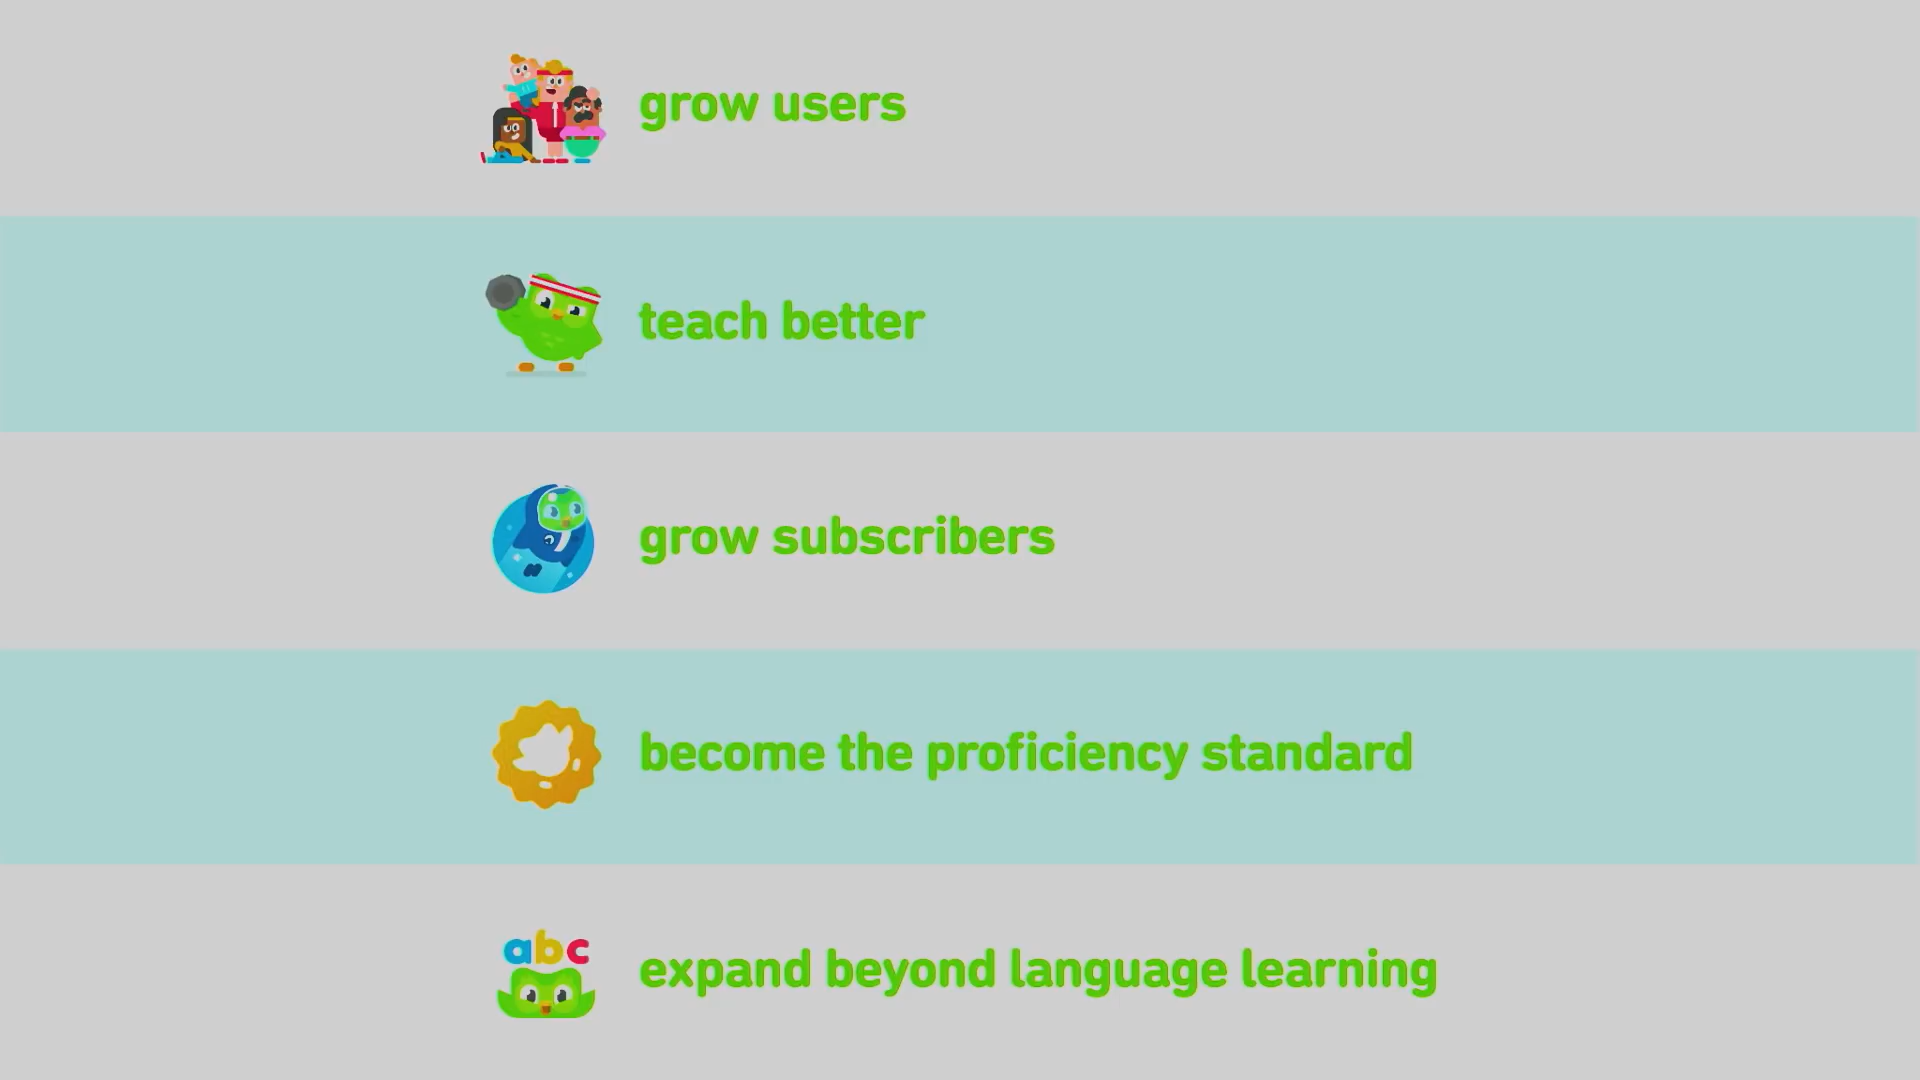 grow users
teach better
grow subscribers
become the proficiency standard
abc
expand beyond language learning